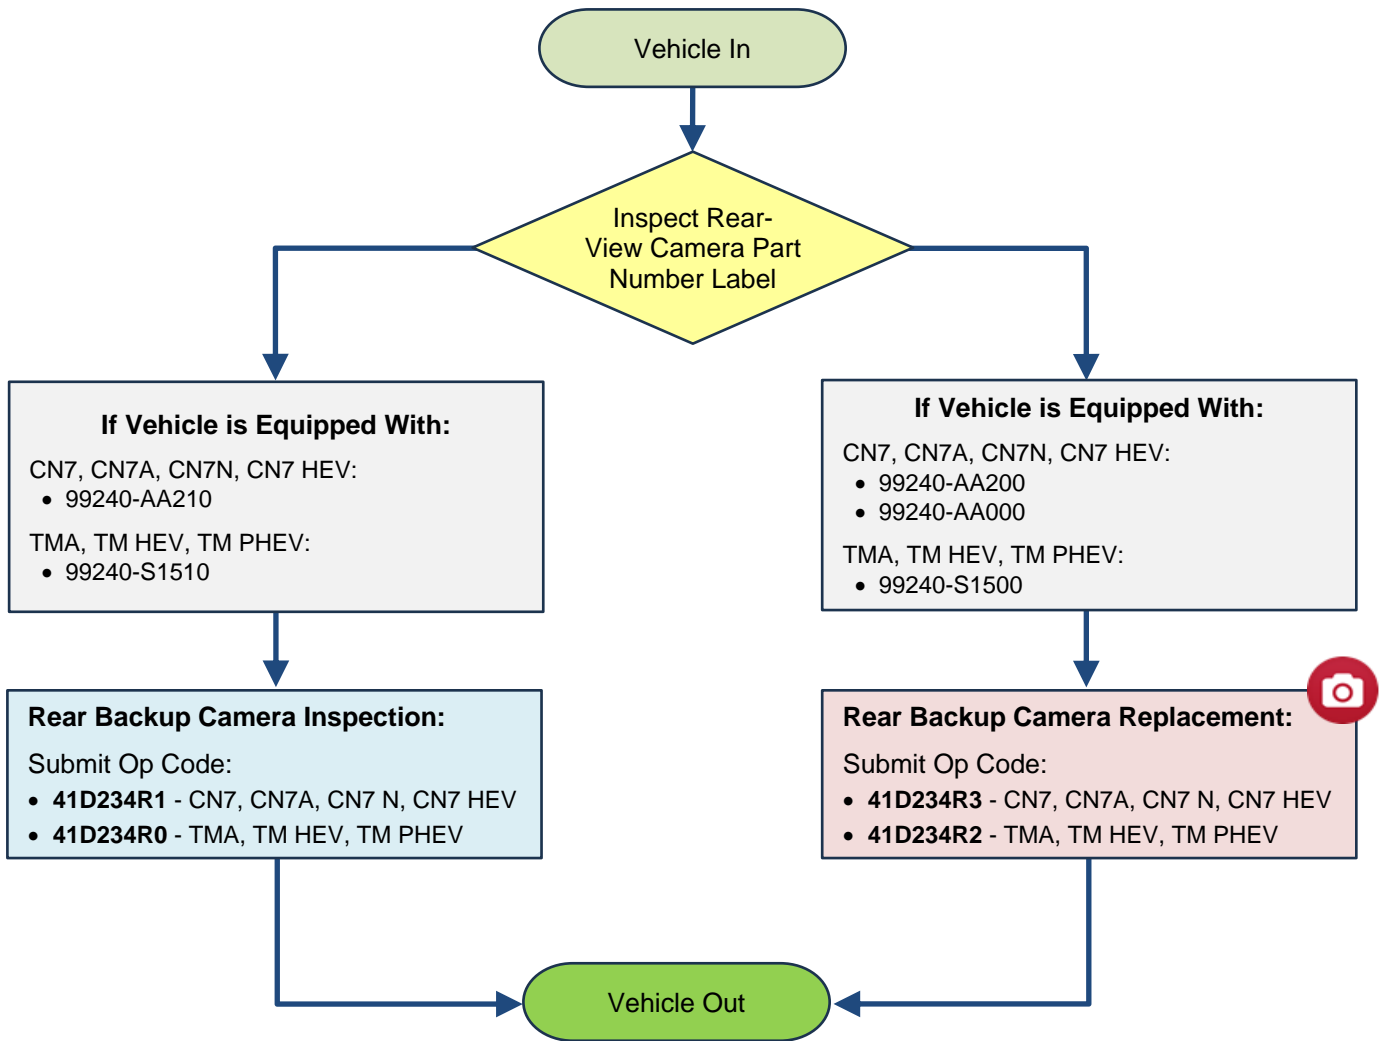 Vehicle In
Inspect Rear-
View Camera Part
Number Label
If Vehicle is Equipped With:
CN7, CN7A, CN7N, CN7 HEV:
• 99240-AA210
TMA, TM HEV, TM PHEV:
• 99240-S1510
If Vehicle is Equipped With:
CN7, CN7A, CN7N, CN7 HEV:
• 99240-AA200
• 99240-AA000
TMA, TM HEV, TM PHEV:
• 99240-S1500
Rear Backup Camera Inspection:
Submit Op Code:
• 41D234R1 - CN7, CN7A, CN7 N, CN7 HEV
• 41D234R0 - TMA, TM HEV, TM PHEV
Rear Backup Camera Replacement:
Submit Op Code:
• 41D234R3 - CN7, CN7A, CN7 N, CN7 HEV
• 41D234R2 - TMA, TM HEV, TM PHEV
Vehicle Out